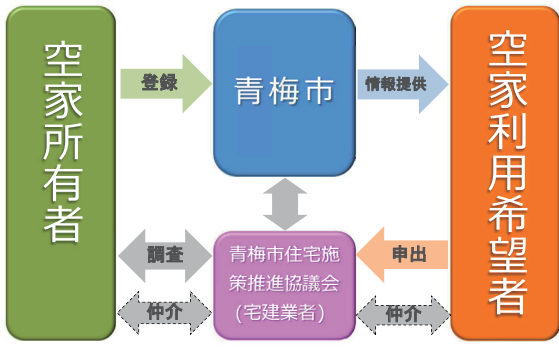 空家所有者
登録
青梅市
情報提供
空家利用希望者
調査
青梅市住宅施
策推進協議会
(宅建業者)
申出
仲介
仲介